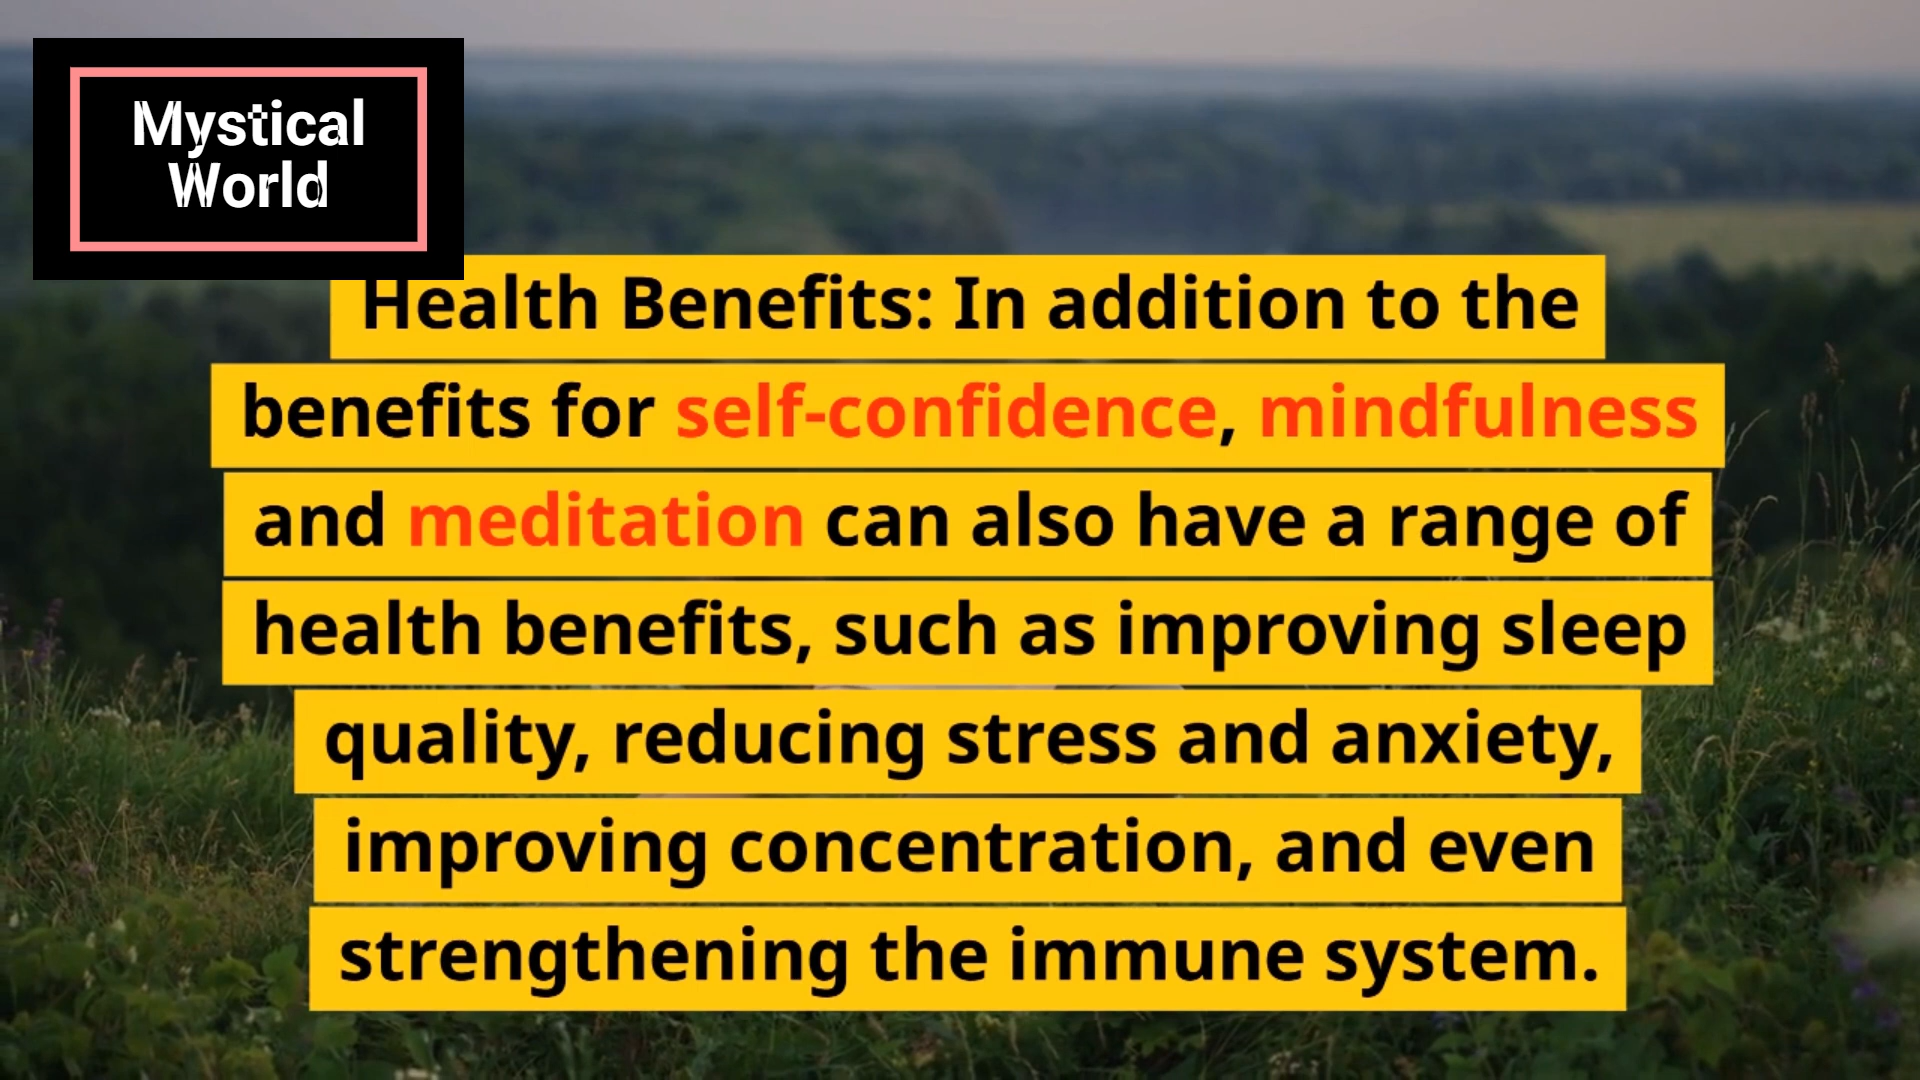 Mystical
World
Health Benefits: In addition to the
benefits for self-confidence, mindfulness
and meditation can also have a range of
health benefits, such as improving sleep
quality, reducing stress and anxiety,
improving concentration, and even
strengthening the immune system.